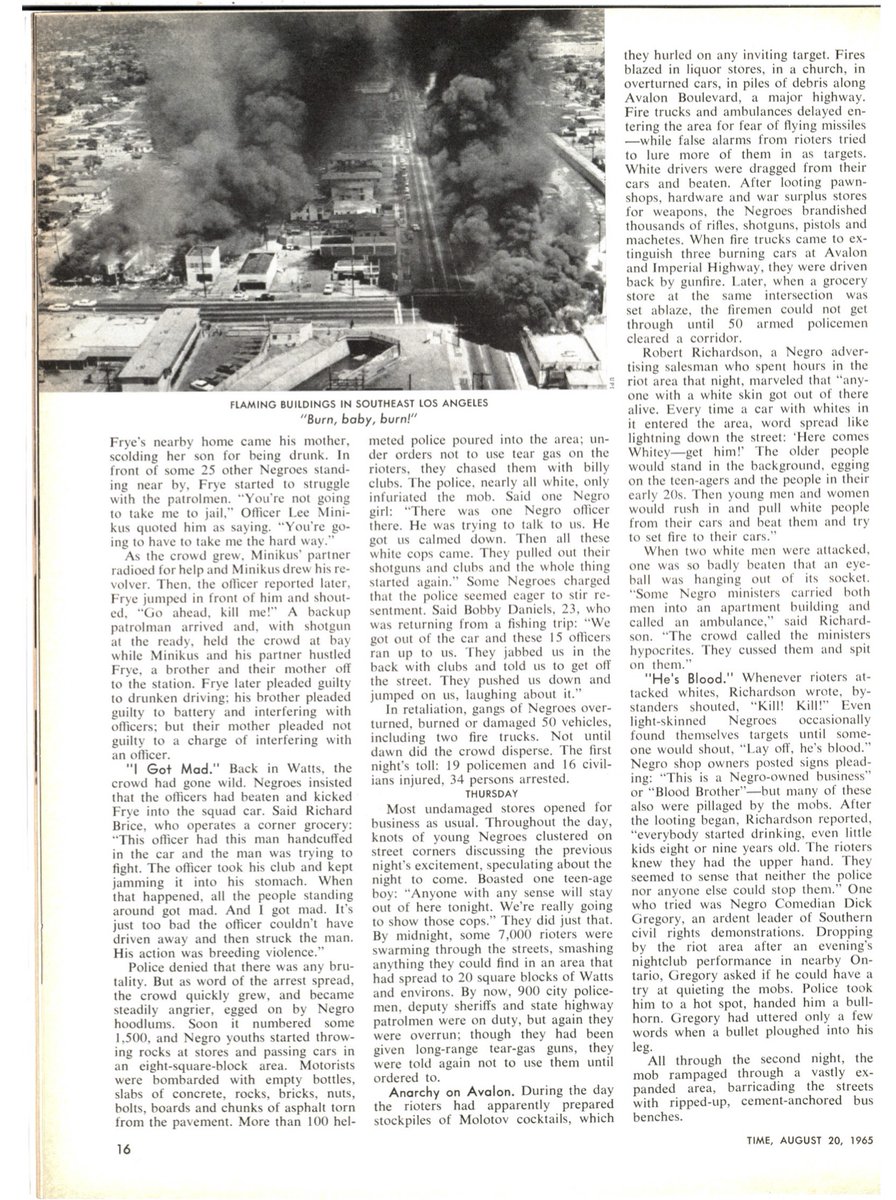 FLAMING BUILDINGS IN SOUTHEAST LOS ANGELES
"Burn, baby, burn!"
UPI
Frye's nearby home came his mother,
scolding her son for being drunk. In
front of some 25 other Negroes stand-
ing near by, Frye started to struggle
with the patrolmen. "You're not going
to take me to jail," Officer Lee Mini-
kus quoted him as saying. "You're go-
ing to have to take me the hard way."
As the crowd grew, Minikus' partner
radioed for help and Minikus drew his re-
volver. Then, the officer reported later,
Frye jumped in front of him and shout-
ed, "Go ahead, kill me!" A backup
patrolman arrived and, with shotgun
at the ready, held the crowd at bay
while Minikus and his partner hustled
Frye, a brother and their mother off
to the station. Frye later pleaded guilty
to drunken driving; his brother pleaded
guilty to battery and interfering with
officers; but their mother pleaded not
guilty to a charge of interfering with
an officer.
"I Got Mad." Back in Watts, the
crowd had gone wild. Negroes insisted
that the officers had beaten and kicked
Frye into the squad car. Said Richard
Brice, who operates a corner grocery:
"This officer had this man handcuffed
in the car and the man was trying to
fight. The officer took his club and kept
jamming it into his stomach. When
that happened, all the people standing
around got mad. And I got mad. It's
just too bad the officer couldn't have
driven away and then struck the man.
His action was breeding violence."
Police denied that there was any bru-
tality. But as word of the arrest spread,
the crowd quickly grew, and became
steadily angrier, egged on by Negro
hoodlums. Soon it numbered some
1,500, and Negro youths started throw-
ing rocks at stores and passing cars in
an eight-square-block area. Motorists
were bombarded with empty bottles,
slabs of concrete, rocks, bricks, nuts,
bolts, boards and chunks of asphalt torn
from the pavement. More than 100 hel-
meted police poured into the area; un-
der orders not to use tear gas on the
rioters, they chased them with billy
clubs. The police, nearly all white, only
infuriated the mob. Said one Negro
girl: "There was one Negro officer
there. He was trying to talk to us. He
got us calmed down. Then all these
white cops came. They pulled out their
shotguns and clubs and the whole thing
started again." Some Negroes charged
that the police seemed eager to stir re-
sentment. Said Bobby Daniels, 23, who
was returning from a fishing trip: "We
got out of the car and these 15 officers
ran up to us. They jabbed us in the
back with clubs and told us to get off
the street. They pushed us down and
jumped on us, laughing about it."
In retaliation, gangs of Negroes over-
turned, burned or damaged 50 vehicles,
including two fire trucks. Not until
dawn did the crowd disperse. The first
night's toll: 19 policemen and 16 civil-
ians injured, 34 persons arrested.
THURSDAY
Most undamaged stores opened for
business as usual. Throughout the day,
knots of young Negroes clustered on
street corners discussing the previous
night's excitement, speculating about the
night to come. Boasted one teen-age
boy: "Anyone with any sense will stay
out of here tonight. We're really going
to show those cops." They did just that.
By midnight, some 7,000 rioters were
swarming through the streets, smashing
anything they could find in an area that
had spread to 20 square blocks of Watts
and environs. By now, 900 city police-
men, deputy sheriffs and state highway
patrolmen were on duty, but again they
were overrun; though they had been
given long-range tear-gas guns, they
were told again not to use them until
ordered to.
Anarchy on Avalon. During the day
the rioters had apparently prepared
stockpiles of Molotov cocktails, which
they hurled on any inviting target. Fires
blazed in liquor stores, in a church, in
overturned cars, in piles of debris along
Avalon Boulevard, a major highway.
Fire trucks and ambulances delayed en-
tering the area for fear of flying missiles
—while false alarms from rioters tried
to lure more of them in as targets.
White drivers were dragged from their
cars and beaten. After looting pawn-
shops, hardware and war surplus stores
for weapons, the Negroes brandished
thousands of rifles, shotguns, pistols and
machetes. When fire trucks came to ex-
tinguish three burning cars at Avalon
and Imperial Highway, they were driven
back by gunfire. Later, when a grocery
store at the same intersection was
set ablaze, the firemen could not get
through until 50 armed policemen
cleared a corridor.
Robert Richardson, a Negro adver-
tising salesman who spent hours in the
riot area that night, marveled that "any-
one with a white skin got out of there
alive. Every time a car with whites in
it entered the area, word spread like
lightning down the street: 'Here comes
Whitey—get him!' The older people
would stand in the background, egging
on the teen-agers and the people in their
early 20s. Then young men and women
would rush in and pull white people
from their cars and beat them and try
to set fire to their cars."
When two white men were attacked,
one was so badly beaten that an eye-
ball was hanging out of its socket.
"Some Negro ministers carried both
men into an apartment building and
called an ambulance," said Richard-
son. "The crowd called the ministers
hypocrites. They cussed them and spit
on them."
"He's Blood." Whenever rioters at-
tacked whites, Richardson wrote, by-
standers shouted, "Kill! Kill!" Even
light-skinned Negroes occasionally
found themselves targets until some-
one would shout, "Lay off, he's blood."
Negro shop owners posted signs plead-
ing: "This is a Negro-owned business"
or "Blood Brother"—but many of these
also were pillaged by the mobs. After
the looting began, Richardson reported,
"everybody started drinking, even little
kids eight or nine years old. The rioters
knew they had the upper hand. They
seemed to sense that neither the police
nor anyone else could stop them." One
who tried was Negro Comedian Dick
Gregory, an ardent leader of Southern
civil rights demonstrations. Dropping
by the riot area after an evening's
nightclub performance in nearby On-
tario, Gregory asked if he could have a
try at quieting the mobs. Police took
him to a hot spot, handed him a bull-
horn. Gregory had uttered only a few
words when a bullet ploughed into his
leg.
All through the second night, the
mob rampaged through a vastly ex-
panded area, barricading the streets
with ripped-up, cement-anchored bus
benches.
16
TIME, AUGUST 20, 1965